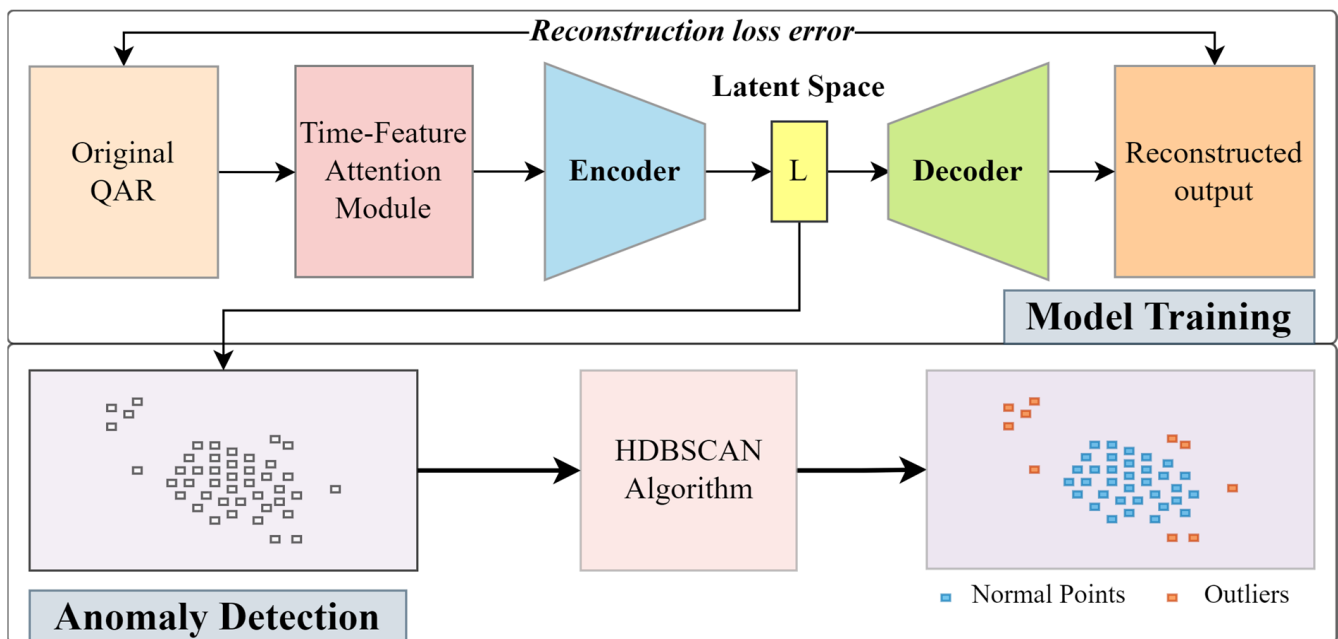 Reconstruction loss error
Original
QAR
Time-Feature
Attention
Module
Encoder
Latent Space
L
Decoder
Reconstructed
output
Model Training
HDBSCAN
Algorithm
Normal Points
Outliers
Anomaly Detection